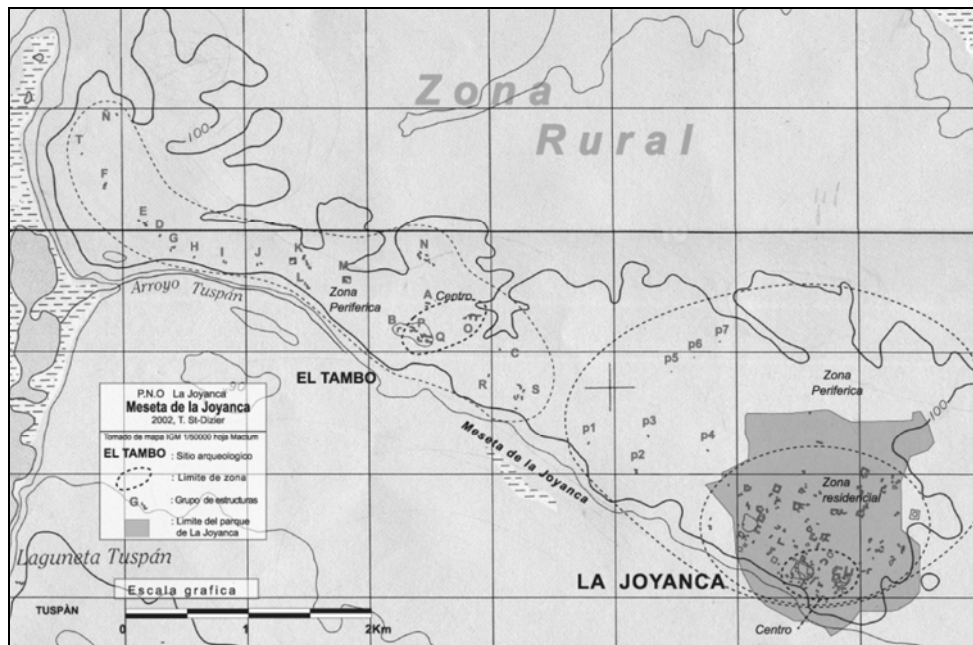 Zona
Rural
100
Ñ
T
F
E
D
G
H
I
J
K
L
M
N
Arroyo Tuspán
Zona
Periferica
A
Centro
B
P
Q
O
C
R
S
EL TAMBO
90
p7
p6
p5
p1
p3
p4
p2
Zona
Periferica
100
Meseta de la Joyanca
Zona
residencial
P.N.O La Joyanca
Meseta de la Joyanca
2002, T. St-Dizier
Tomado de mapa IGM 1/50000 hoja Mactum
EL TAMBO : Sitio arqueologico
: Limite de zona
G : Grupo de estructuras
: Limite del parque
de La Joyanca
Laguneta Tuspán
LA JOYANCA
Escala grafica
TUSPÀN
0 1 2Km
Centro